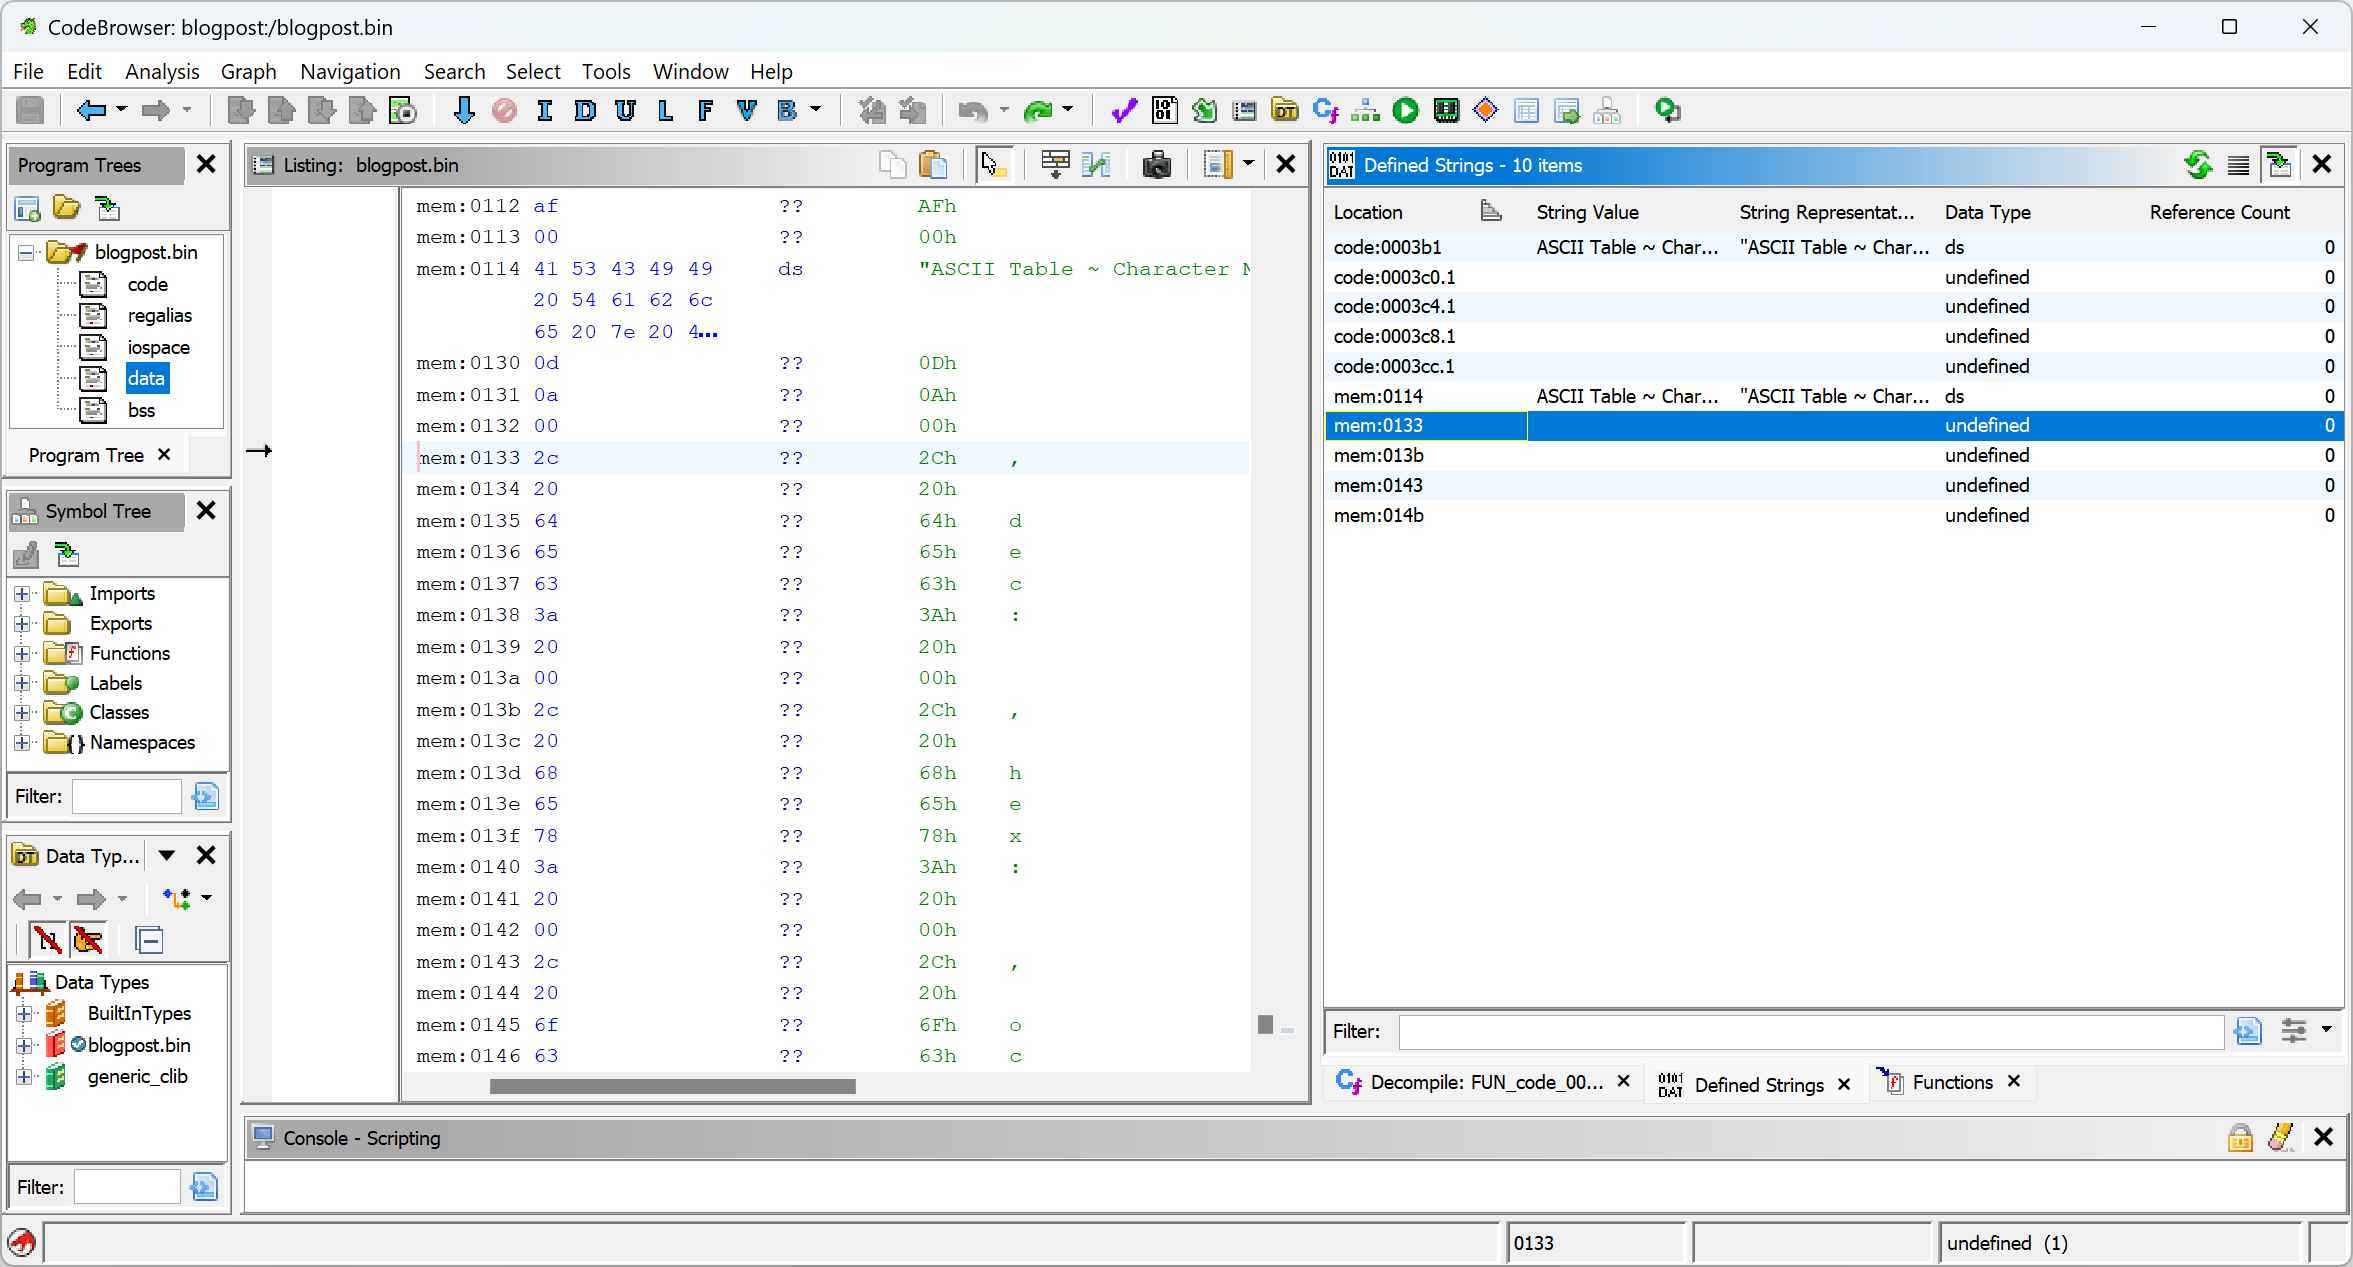 CodeBrowser: blogpost:/blogpost.bin
File Edit Analysis Graph Navigation Search Select Tools Window Help
I D U L F V B
Program Trees
blogpost.bin
code
regalias
iospace
data
bss
Program Tree
Symbol Tree
Imports
Exports
Functions
Labels
Classes
Namespaces
Filter:
Data Typ...
Data Types
BuiltInTypes
blogpost.bin
generic_clib
Filter:
Listing: blogpost.bin
mem:0112 af ?? AFh
mem:0113 00 ?? 00h
mem:0114 41 53 43 49 49 ds "ASCII Table ~ Character N
20 54 61 62 6c
65 20 7e 20 4...
mem:0130 0d ?? 0Dh
mem:0131 0a ?? 0Ah
mem:0132 00 ?? 00h
mem:0133 2c ?? 2Ch ,
mem:0134 20 ?? 20h
mem:0135 64 ?? 64h d
mem:0136 65 ?? 65h e
mem:0137 63 ?? 63h c
mem:0138 3a ?? 3Ah :
mem:0139 20 ?? 20h
mem:013a 00 ?? 00h
mem:013b 2c ?? 2Ch ,
mem:013c 20 ?? 20h
mem:013d 68 ?? 68h h
mem:013e 65 ?? 65h e
mem:013f 78 ?? 78h x
mem:0140 3a ?? 3Ah :
mem:0141 20 ?? 20h
mem:0142 00 ?? 00h
mem:0143 2c ?? 2Ch ,
mem:0144 20 ?? 20h
mem:0145 6f ?? 6Fh o
mem:0146 63 ?? 63h c
Defined Strings - 10 items
Location String Value String Representat... Data Type Reference Count
code:0003b1 ASCII Table ~ Char... "ASCII Table ~ Char... ds 0
code:0003c0.1 undefined 0
code:0003c4.1 undefined 0
code:0003c8.1 undefined 0
code:0003cc.1 undefined 0
mem:0114 ASCII Table ~ Char... "ASCII Table ~ Char... ds 0
mem:0133 undefined 0
mem:013b undefined 0
mem:0143 undefined 0
mem:014b undefined 0
Filter:
Decompile: FUN_code_00... Defined Strings Functions
Console - Scripting
0133 undefined (1)